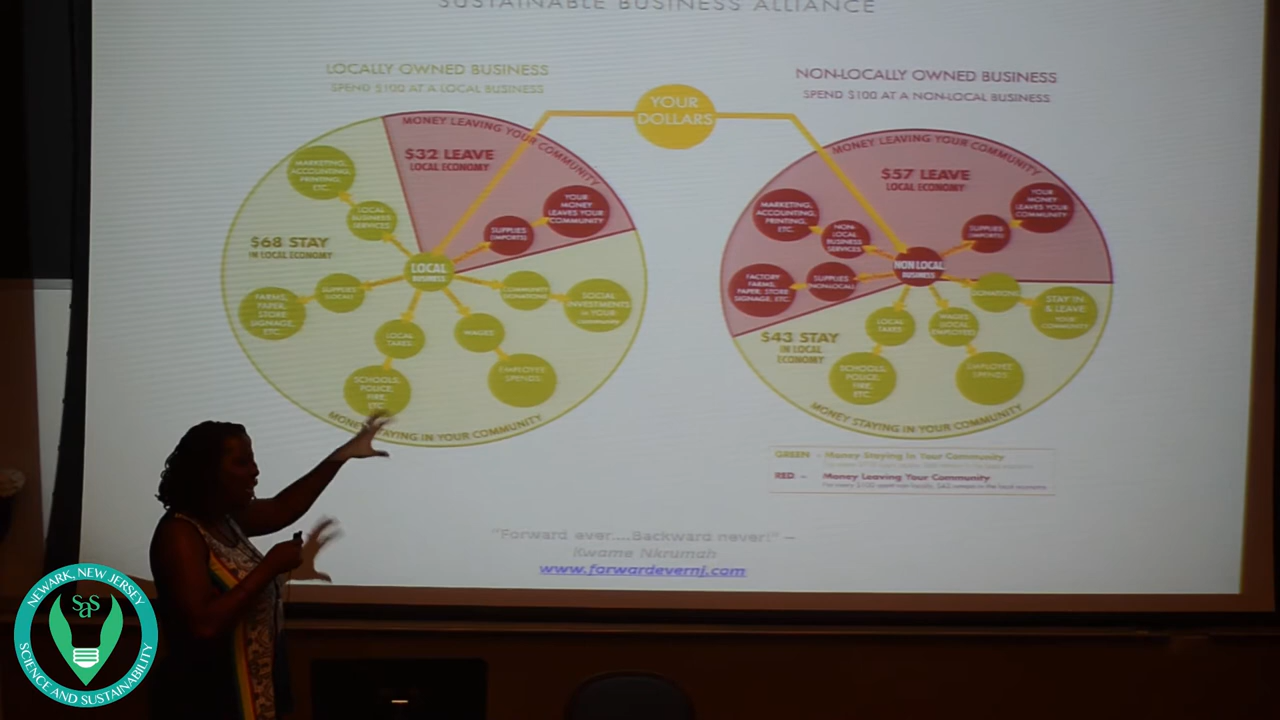 SUSTAINABLE BUSINESS ALLIANCE
LOCALLY OWNED BUSINESS
SPEND $100 AT A LOCAL BUSINESS
YOUR
DOLLARS
NON-LOCALLY OWNED BUSINESS
SPEND $100 AT A NON-LOCAL BUSINESS
MONEY LEAVING YOUR COMMUNITY
$32 LEAVE
LOCAL ECONOMY
MARKETING,
ACCOUNTING,
PRINTING,
ETC.
LOCAL
BUSINESS
SERVICES
YOUR
MONEY
LEAVES YOUR
COMMUNITY
SUPPLIES
(IMPORTS)
$68 STAY
IN LOCAL ECONOMY
LOCAL
BUSINESS
SUPPLIES
(LOCAL)
FARMS,
PAPER,
STORE
SIGNAGE,
ETC.
COMMUNITY
DONATIONS
SOCIAL
INVESTMENTS
IN YOUR
COMMUNITY
LOCAL
TAXES
WAGES
SCHOOLS,
POLICE,
FIRE,
ETC.
EMPLOYEE
SPENDS
MONEY STAYING IN YOUR COMMUNITY
MONEY LEAVING YOUR COMMUNITY
$57 LEAVE
LOCAL ECONOMY
MARKETING,
ACCOUNTING,
PRINTING,
ETC.
NON-
LOCAL
BUSINESS
SERVICES
SUPPLIES
(IMPORTS)
YOUR
MONEY
LEAVES YOUR
COMMUNITY
FACTORY
FARMS,
PAPER, STORE
SIGNAGE, ETC.
SUPPLIES
(NON-LOCAL)
NON LOCAL
BUSINESS
DONATIONS
STAY IN
& LEAVE
YOUR
COMMUNITY
LOCAL
TAXES
WAGES
(LOCAL
EMPLOYEE)
$43 STAY
IN LOCAL
ECONOMY
SCHOOLS,
POLICE,
FIRE,
ETC.
EMPLOYEE
SPENDS
MONEY STAYING IN YOUR COMMUNITY
GREEN - Money Staying In Your Community
RED - Money Leaving Your Community
"Forward ever....Backward never!" –
Kwame Nkrumah
www.forwardevernj.com
NEWARK, NEW JERSEY
sas
SCIENCE AND SUSTAINABILITY